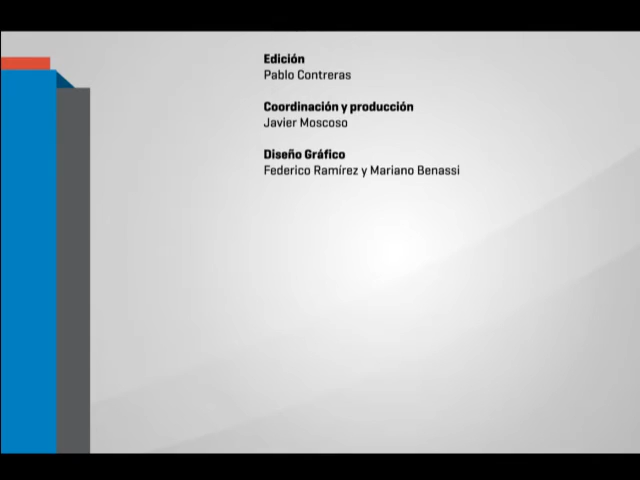 Edición
Pablo Contreras
Coordinación y producción
Javier Moscoso
Diseño Gráfico
Federico Ramírez y Mariano Benassi